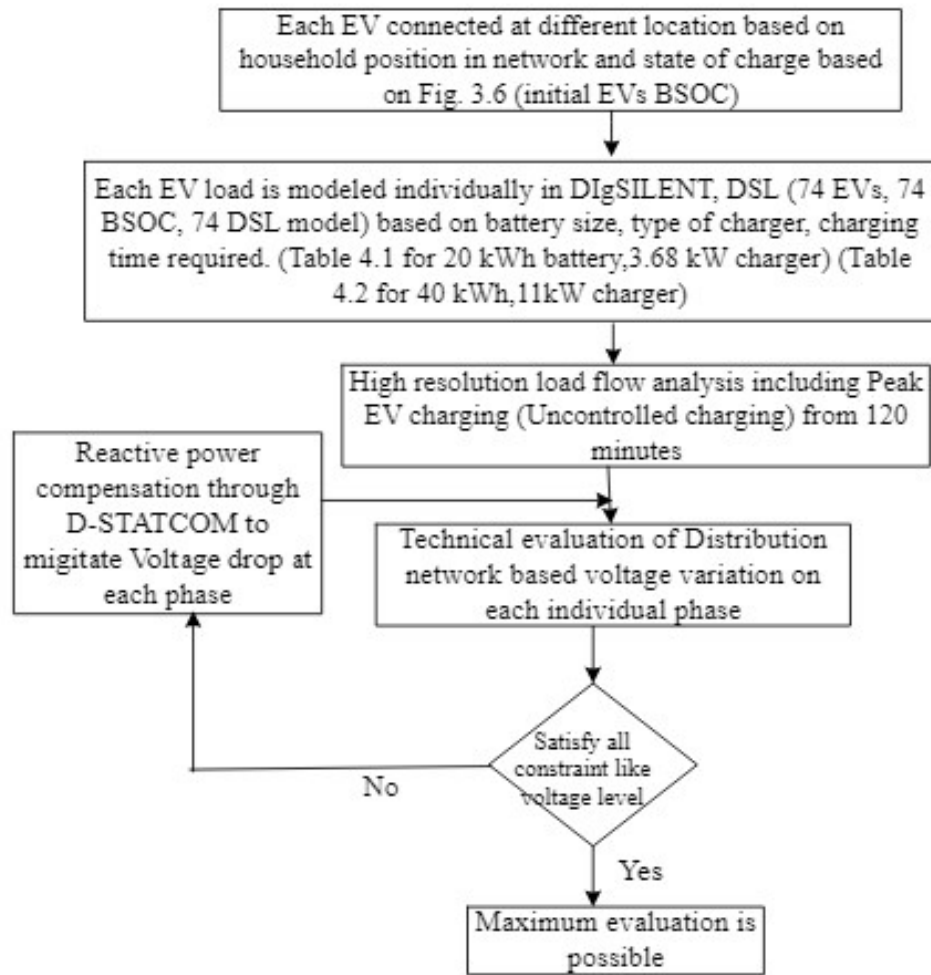 Each EV connected at different location based on
household position in network and state of charge based
on Fig. 3.6 (initial EVs BSOC)
Each EV load is modeled individually in DIgSILENT, DSL (74 EVs, 74
BSOC, 74 DSL model) based on battery size, type of charger, charging
time required. (Table 4.1 for 20 kWh battery,3.68 kW charger) (Table
4.2 for 40 kWh,11kW charger)
High resolution load flow analysis including Peak
EV charging (Uncontrolled charging) from 120
minutes
Reactive power
compensation through
D-STATCOM to
migitate Voltage drop at
each phase
Technical evaluation of Distribution
network based voltage variation on
each individual phase
Satisfy all
constraint like
voltage level
No
Yes
Maximum evaluation is
possible